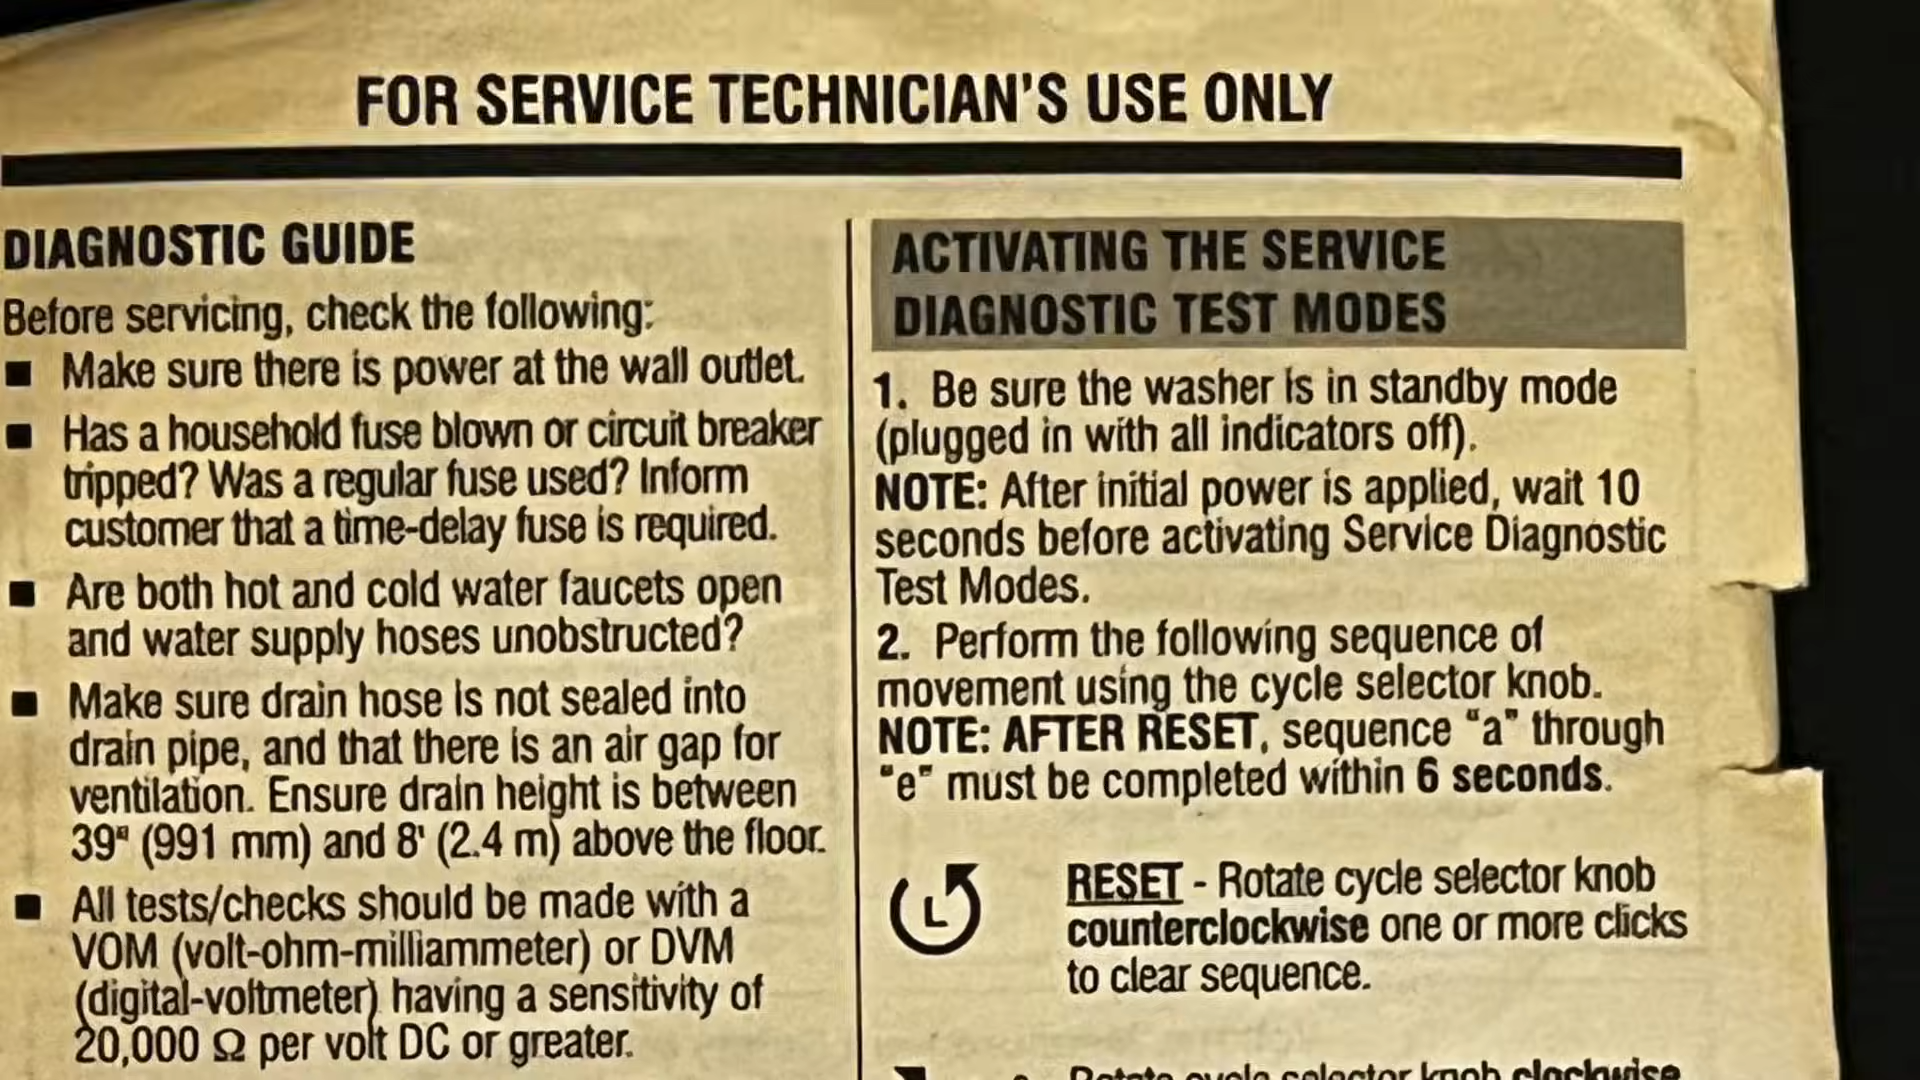 FOR SERVICE TECHNICIAN'S USE ONLY
DIAGNOSTIC GUIDE
Before servicing, check the following:
■ Make sure there is power at the wall outlet.
■ Has a household fuse blown or circuit breaker
tripped? Was a regular fuse used? Inform
customer that a time-delay fuse is required.
■ Are both hot and cold water faucets open
and water supply hoses unobstructed?
■ Make sure drain hose is not sealed into
drain pipe, and that there is an air gap for
ventilation. Ensure drain height is between
39" (991 mm) and 8' (2.4 m) above the floor.
■ All tests/checks should be made with a
VOM (volt-ohm-milliammeter) or DVM
(digital-voltmeter) having a sensitivity of
20,000 Ω per volt DC or greater.
ACTIVATING THE SERVICE
DIAGNOSTIC TEST MODES
1. Be sure the washer is in standby mode
(plugged in with all indicators off).
NOTE: After initial power is applied, wait 10
seconds before activating Service Diagnostic
Test Modes.
2. Perform the following sequence of
movement using the cycle selector knob.
NOTE: AFTER RESET, sequence "a" through
"e" must be completed within 6 seconds.
L
RESET - Rotate cycle selector knob
counterclockwise one or more clicks
to clear sequence.
Rotate cycle selector knob clockwise